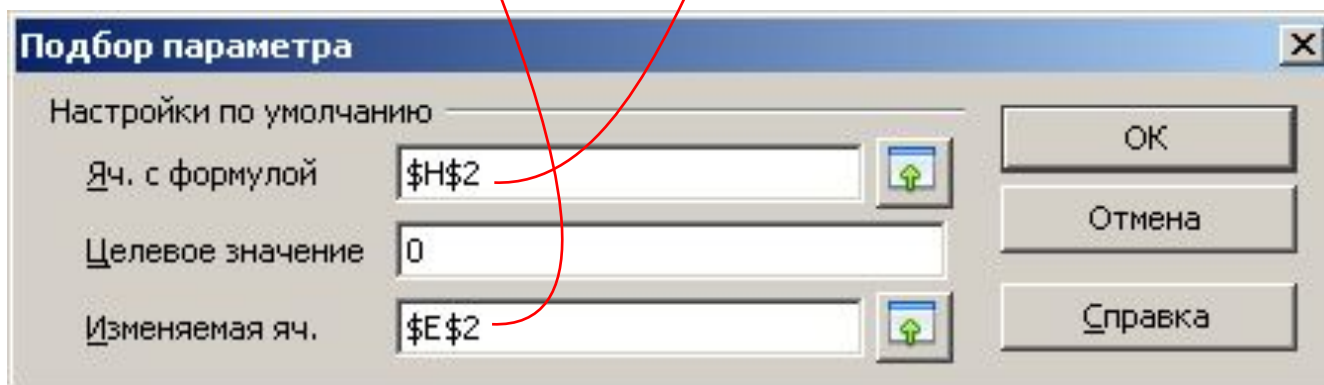 Подбор параметра
Настройки по умолчанию
Яч. с формулой $H$2
Целевое значение 0
Изменяемая яч. $E$2
OK
Отмена
Справка